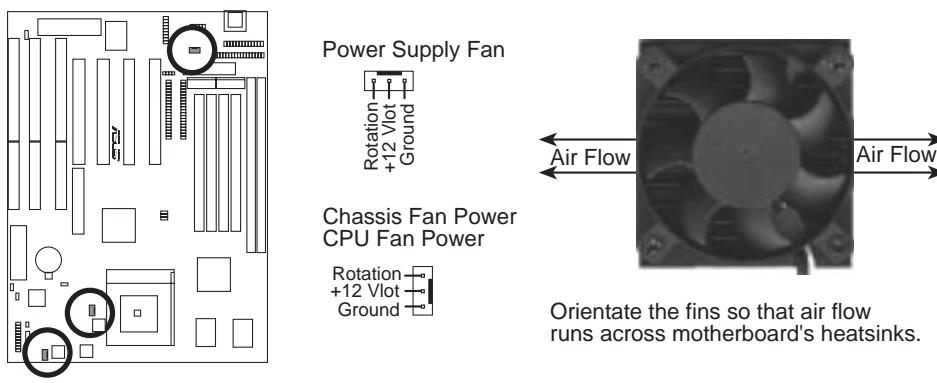 Power Supply Fan
Rotation
+12 Vlot
Ground
Chassis Fan Power
CPU Fan Power
Rotation
+12 Vlot
Ground
Air Flow
Air Flow
Orientate the fins so that air flow
runs across motherboard's heatsinks.